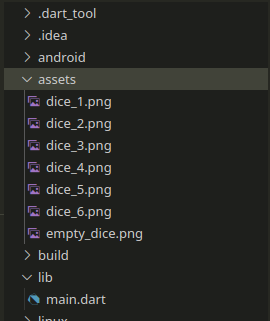 .dart_tool
.idea
android
assets
dice_1.png
dice_2.png
dice_3.png
dice_4.png
dice_5.png
dice_6.png
empty_dice.png
build
lib
main.dart
linux